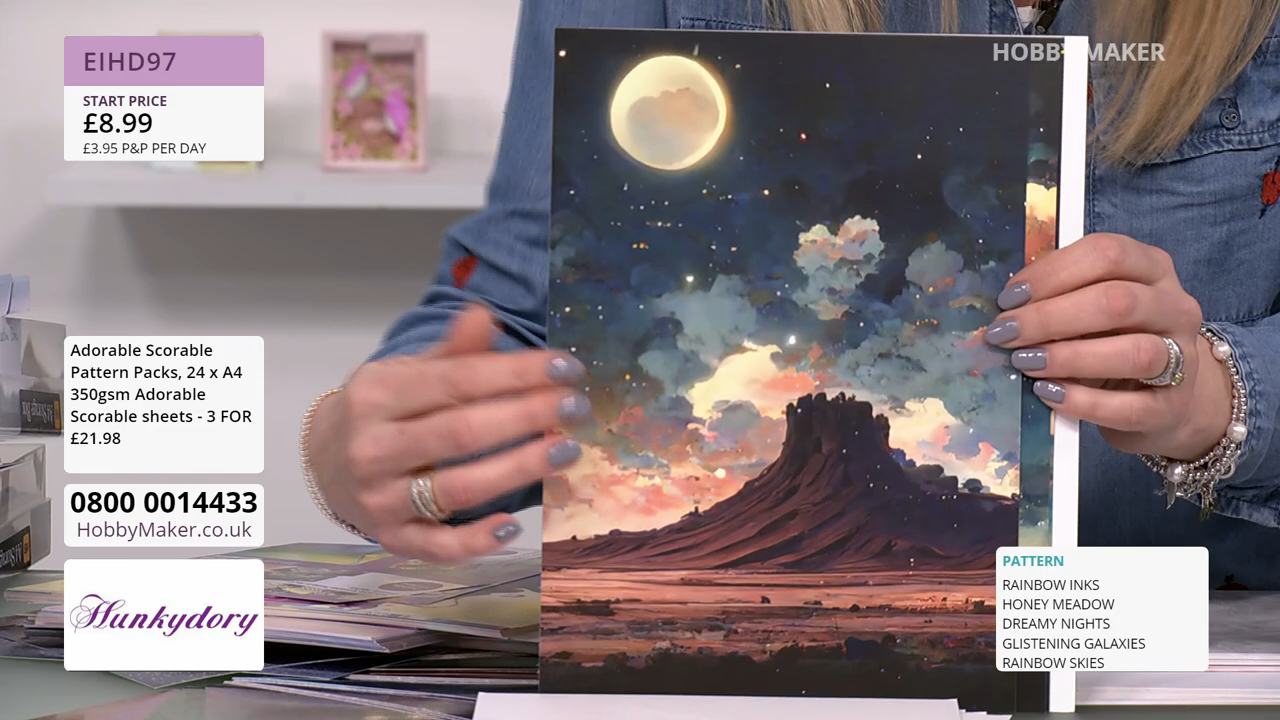 EIHD97
START PRICE
£8.99
£3.95 P&P PER DAY
HOBBYMAKER
Adorable Scorable
Pattern Packs, 24 x A4
350gsm Adorable
Scorable sheets - 3 FOR
£21.98
0800 0014433
HobbyMaker.co.uk
Hunkydory
PATTERN
RAINBOW INKS
HONEY MEADOW
DREAMY NIGHTS
GLISTENING GALAXIES
RAINBOW SKIES